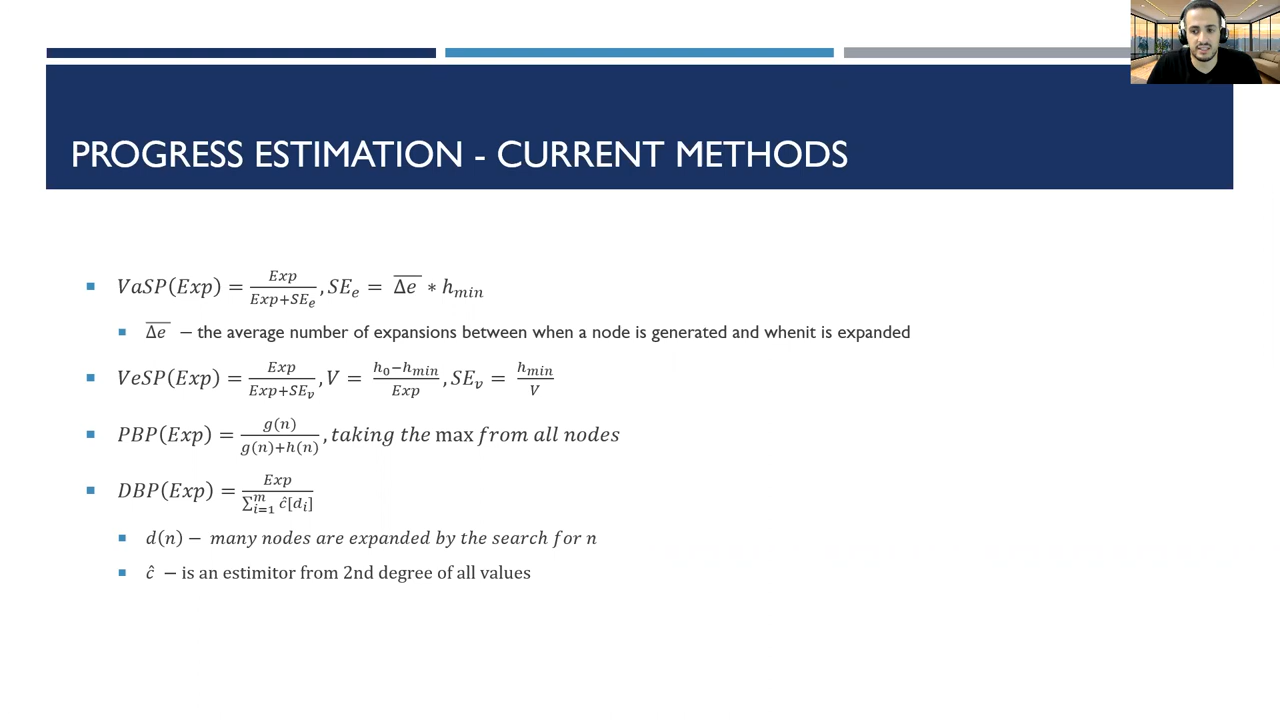 PROGRESS ESTIMATION - CURRENT METHODS
VaSP(Exp) = Exp / (Exp+SE_e), SE_e = \overline{Δe} * h_min
\overline{Δe} – the average number of expansions between when a node is generated and whenit is expanded
VeSP(Exp) = Exp / (Exp+SE_v), V = (h_0−h_min) / Exp, SE_v = h_min / V
PBP(Exp) = g(n) / (g(n)+h(n)), taking the max from all nodes
DBP(Exp) = Exp / (∑_{i=1}^{m} ĉ[d_i])
d(n) − many nodes are expanded by the search for n
ĉ − is an estimitor from 2nd degree of all values